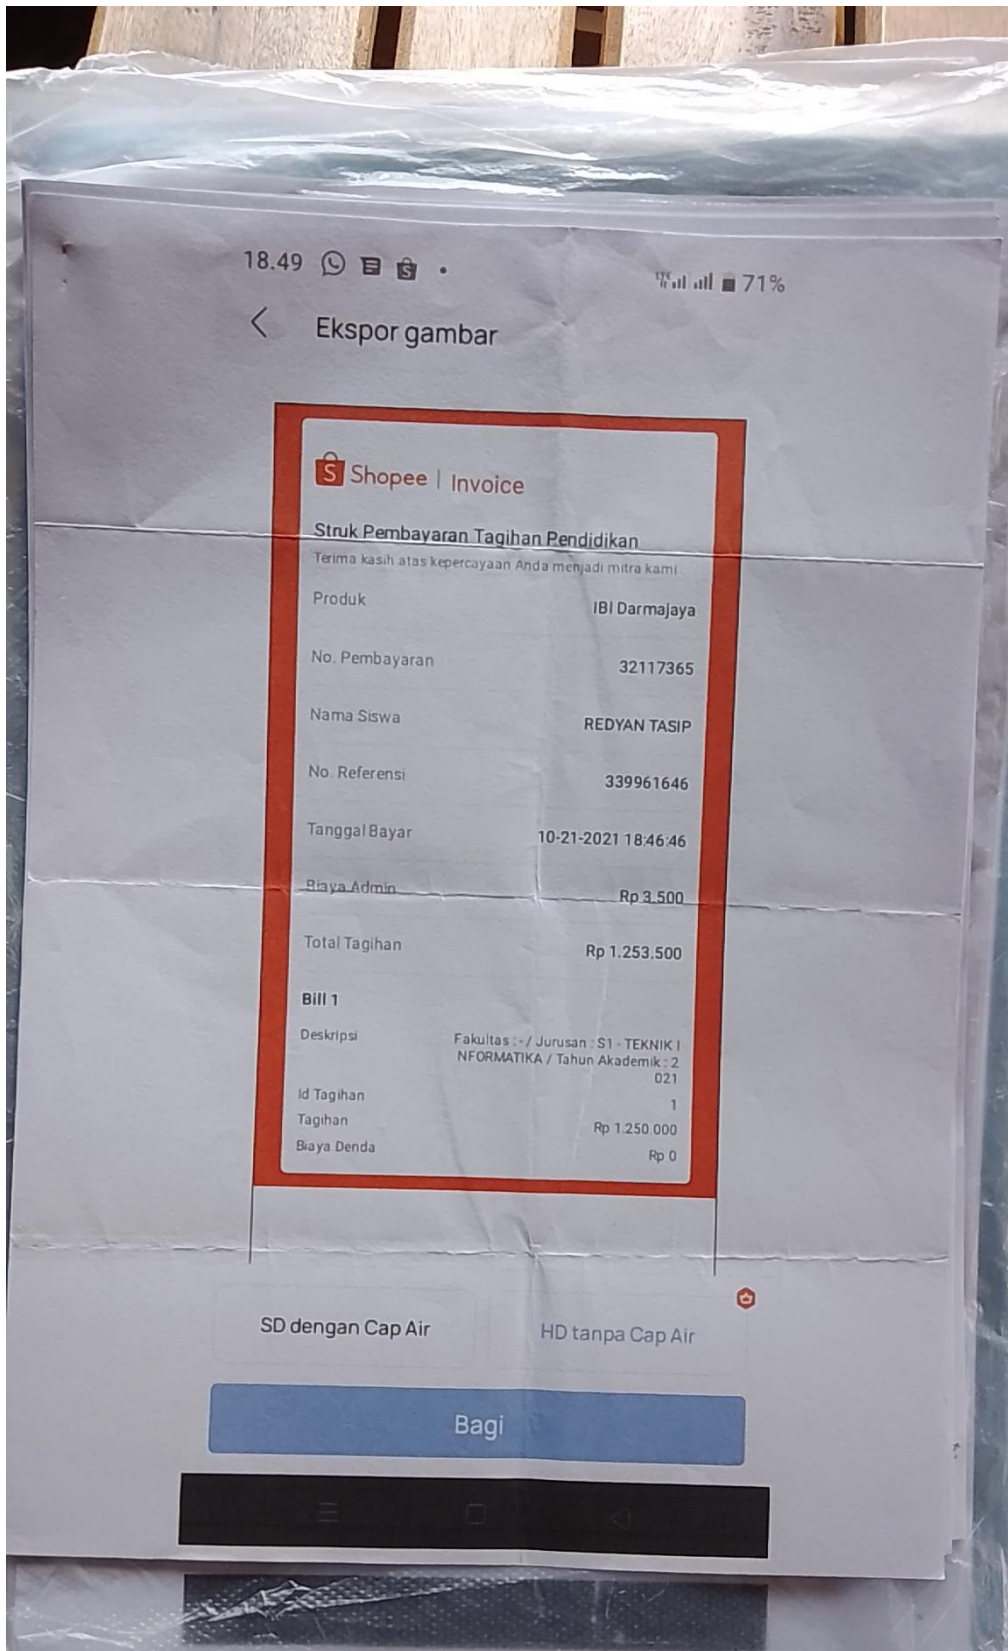 18.49
LTE 71%
Ekspor gambar
Shopee | Invoice
Struk Pembayaran Tagihan Pendidikan
Terima kasih atas kepercayaan Anda menjadi mitra kami
Produk IBI Darmajaya
No. Pembayaran 32117365
Nama Siswa REDYAN TASIP
No. Referensi 339961646
Tanggal Bayar 10-21-2021 18:46:46
Biaya Admin Rp 3.500
Total Tagihan Rp 1.253.500
Bill 1
Deskripsi Fakultas : - / Jurusan : S1 - TEKNIK I
NFORMATIKA / Tahun Akademik : 2
021
Id Tagihan 1
Tagihan Rp 1.250.000
Biaya Denda Rp 0
SD dengan Cap Air
HD tanpa Cap Air
Bagi